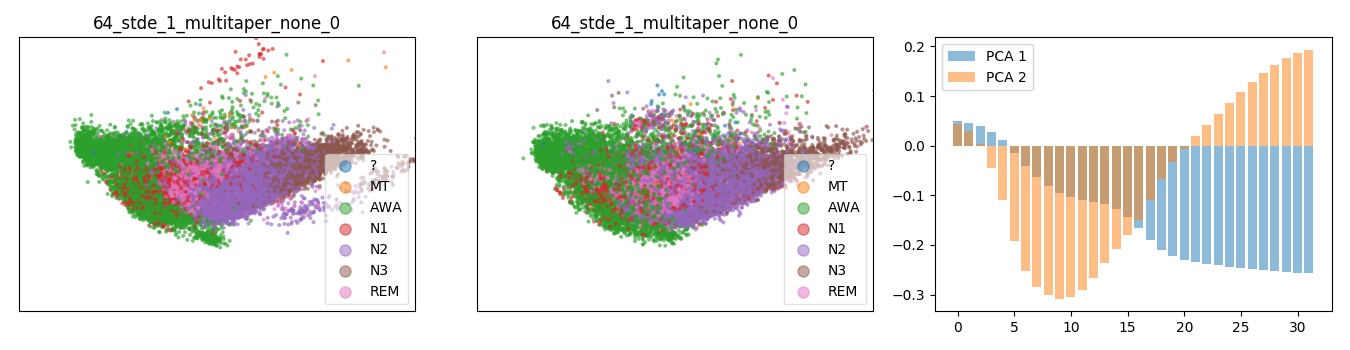 64_stde_1_multitaper_none_0
?
MT
AWA
N1
N2
N3
REM
64_stde_1_multitaper_none_0
?
MT
AWA
N1
N2
N3
REM
PCA 1
PCA 2
0.2
0.1
0.0
−0.1
−0.2
−0.3
0 5 10 15 20 25 30